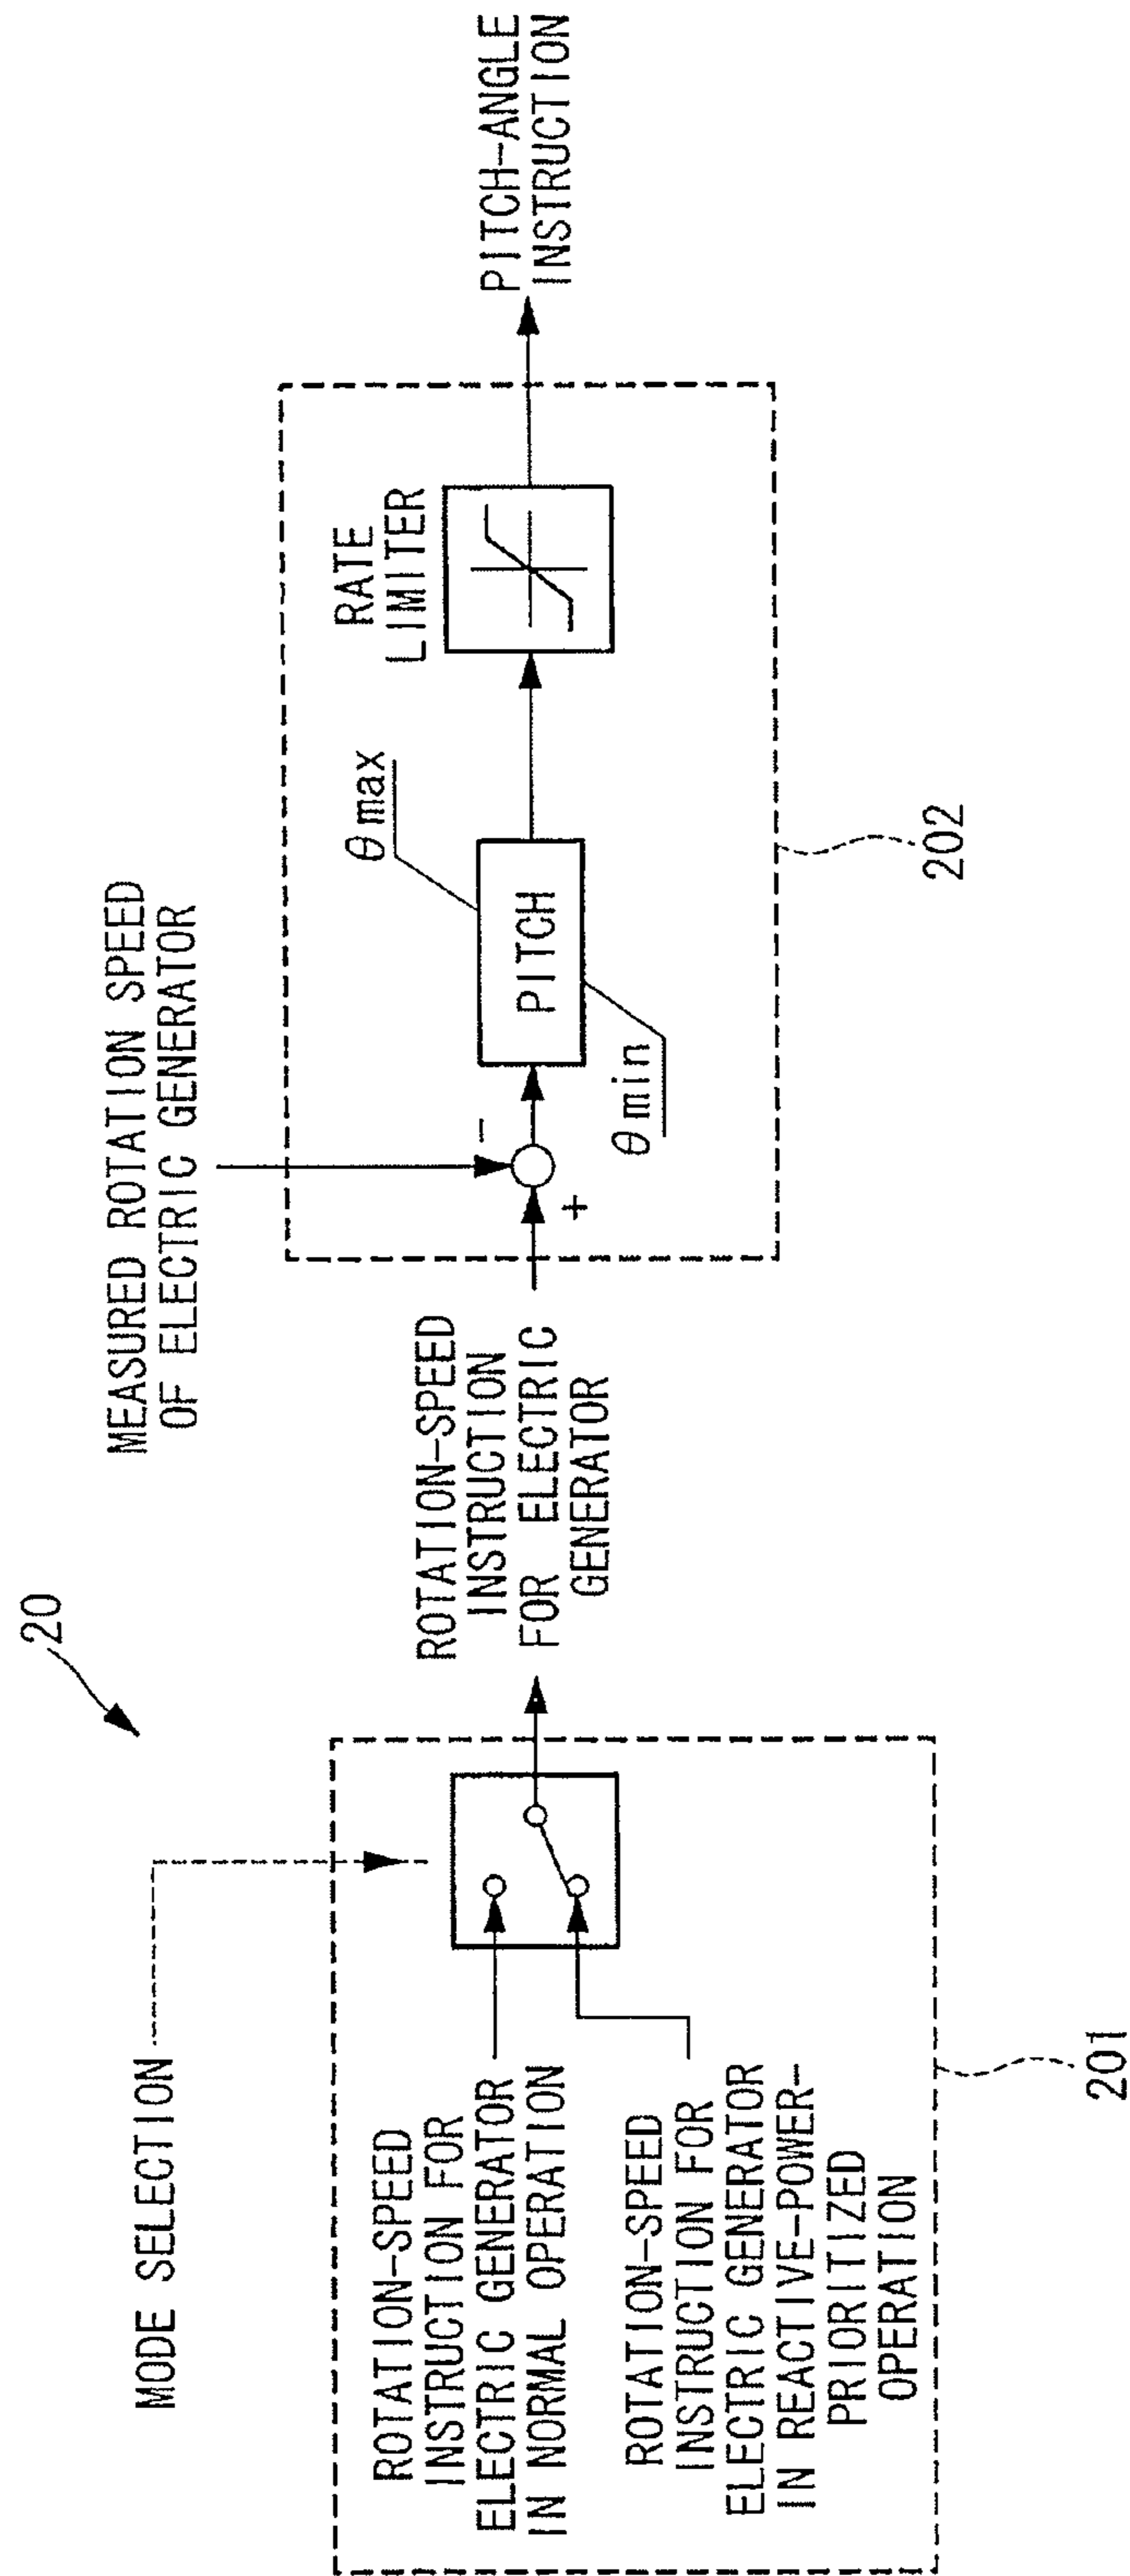 20
MODE SELECTION
ROTATION-SPEED
INSTRUCTION FOR
ELECTRIC GENERATOR
IN NORMAL OPERATION
ROTATION-SPEED
INSTRUCTION FOR
ELECTRIC GENERATOR
IN REACTIVE-POWER-
PRIORITIZED
OPERATION
201
ROTATION-SPEED
INSTRUCTION
FOR ELECTRIC
GENERATOR
MEASURED ROTATION SPEED
OF ELECTRIC GENERATOR
+
-
θmax
PITCH
θmin
RATE
LIMITER
202
PITCH-ANGLE
INSTRUCTION